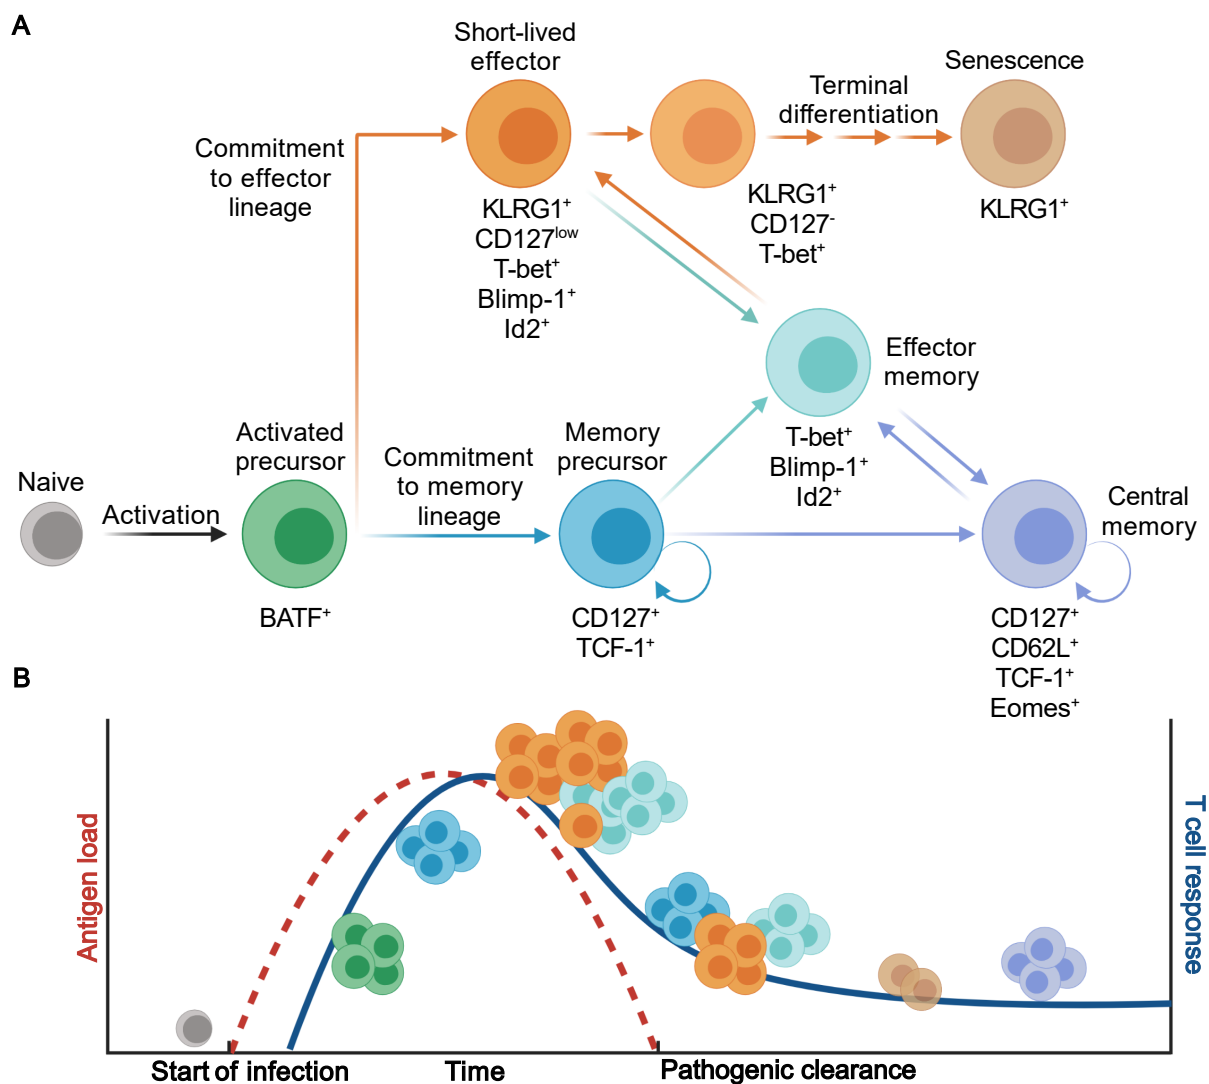 A
Short-lived
effector
Senescence
Terminal
differentiation
Commitment
to effector
lineage
KLRG1⁺
CD127ˡᵒʷ
T-bet⁺
Blimp-1⁺
Id2⁺
KLRG1⁺
CD127⁻
T-bet⁺
KLRG1⁺
Effector
memory
T-bet⁺
Blimp-1⁺
Id2⁺
Naive
Activation
Activated
precursor
BATF⁺
Commitment
to memory
lineage
Memory
precursor
CD127⁺
TCF-1⁺
Central
memory
CD127⁺
CD62L⁺
TCF-1⁺
Eomes⁺
B
Antigen load
T cell response
Start of infection
Time
Pathogenic clearance